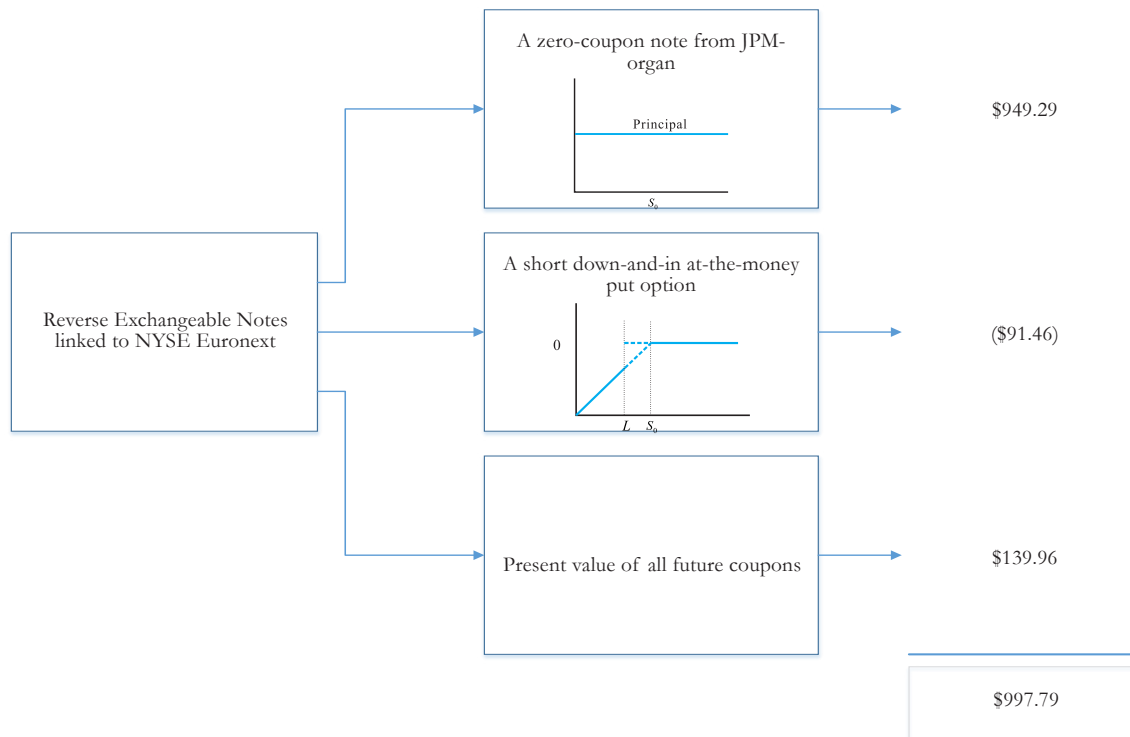 A zero-coupon note from JPM-
organ
Principal
S₀
$949.29
Reverse Exchangeable Notes
linked to NYSE Euronext
A short down-and-in at-the-money
put option
0
L
S₀
($91.46)
Present value of all future coupons
$139.96
$997.79